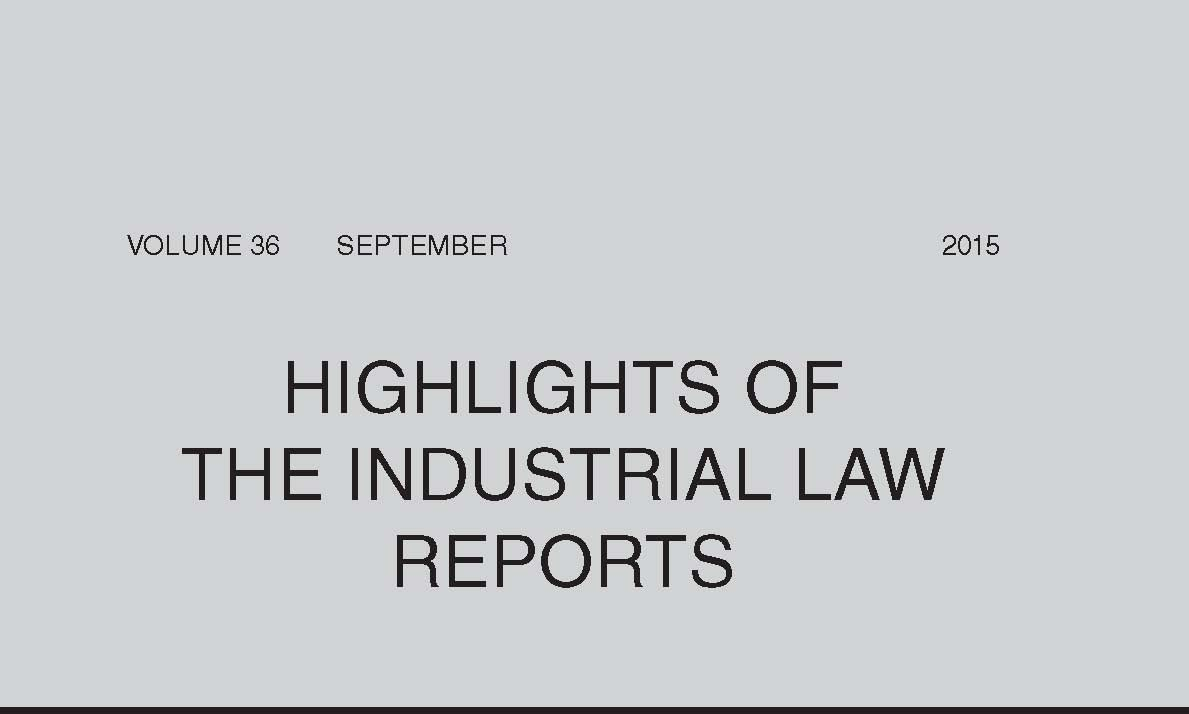 VOLUME 36 SEPTEMBER 2015
HIGHLIGHTS OF
THE INDUSTRIAL LAW
REPORTS